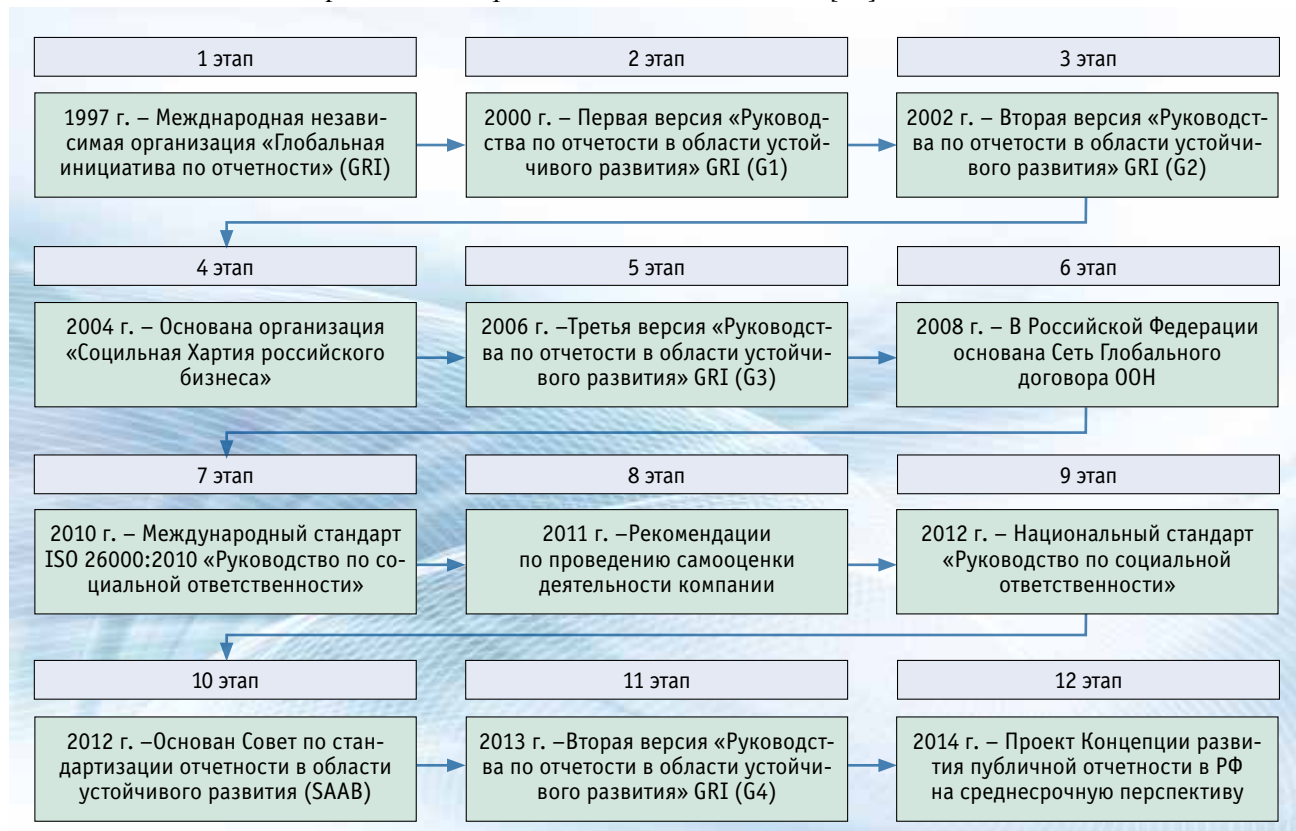 1 этап
2 этап
3 этап
1997 г. – Межднародная незави-
симая организация «Глобальная
инициатива по отчетности» (GRI)
2000 г. – Первая версия «Руковод-
ства по отчетости в области устой-
чивого развития» GRI (G1)
2002 г. – Вторая версия «Руководст-
ва по отчетости в области устойчи-
вого развития» GRI (G2)
4 этап
5 этап
6 этап
2004 г. – Основана организация
«Социльная Хартия российского
бизнеса»
2006 г. –Третья версия «Руководст-
ва по отчетости в области устойчи-
вого развития» GRI (G3)
2008 г. – В Российской Федерации
основана Сеть Глобального
договора ООН
7 этап
8 этап
9 этап
2010 г. – Международный стандарт
ISO 26000:2010 «Руководство по со-
циальной ответственности»
2011 г. –Рекомендации
по проведению самооценки
деятельности компании
2012 г. – Национальный стандарт
«Руководство по социальной
ответственности»
10 этап
11 этап
12 этап
2012 г. –Основан Совет по стан-
дартизации отчетности в области
устойчивого развития (SAAB)
2013 г. –Вторая версия «Руководст-
ва по отчетости в области устойчи-
вого развития» GRI (G4)
2014 г. – Проект Концепции разви-
тия публичной отчетности в РФ
на среднесрочную перспективу